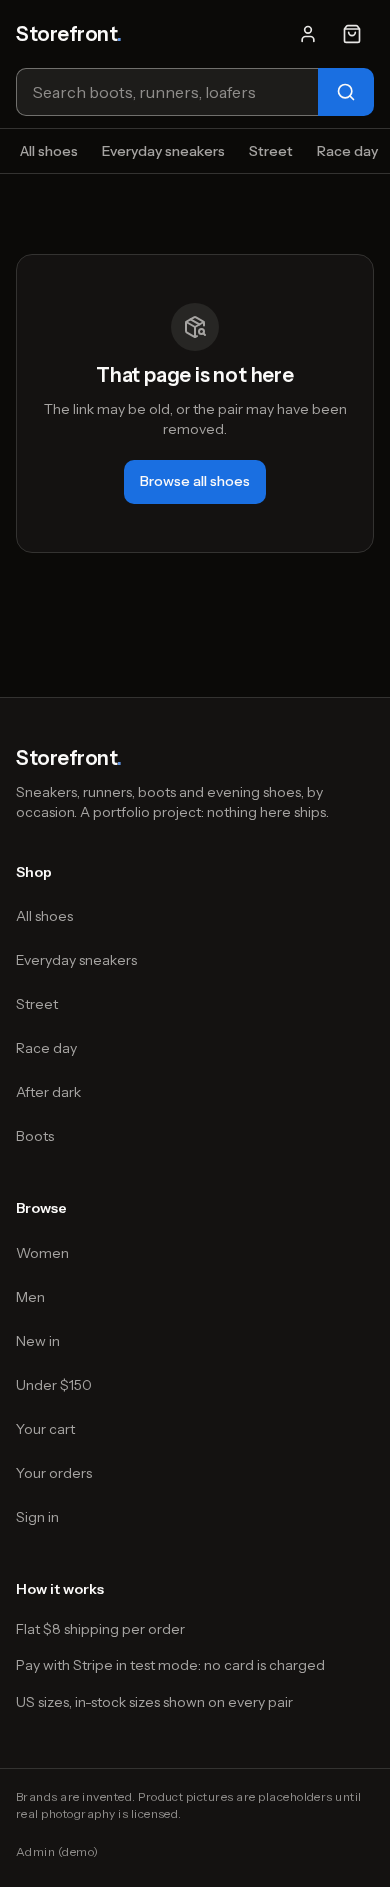 Storefront.
Search boots, runners, loafers
All shoes Everyday sneakers Street Race day
That page is not here
The link may be old, or the pair may have been
removed.
Browse all shoes
Storefront.
Sneakers, runners, boots and evening shoes, by
occasion. A portfolio project: nothing here ships.
Shop
All shoes
Everyday sneakers
Street
Race day
After dark
Boots
Browse
Women
Men
New in
Under $150
Your cart
Your orders
Sign in
How it works
Flat $8 shipping per order
Pay with Stripe in test mode: no card is charged
US sizes, in-stock sizes shown on every pair
Brands are invented. Product pictures are placeholders until
real photography is licensed.
Admin (demo)